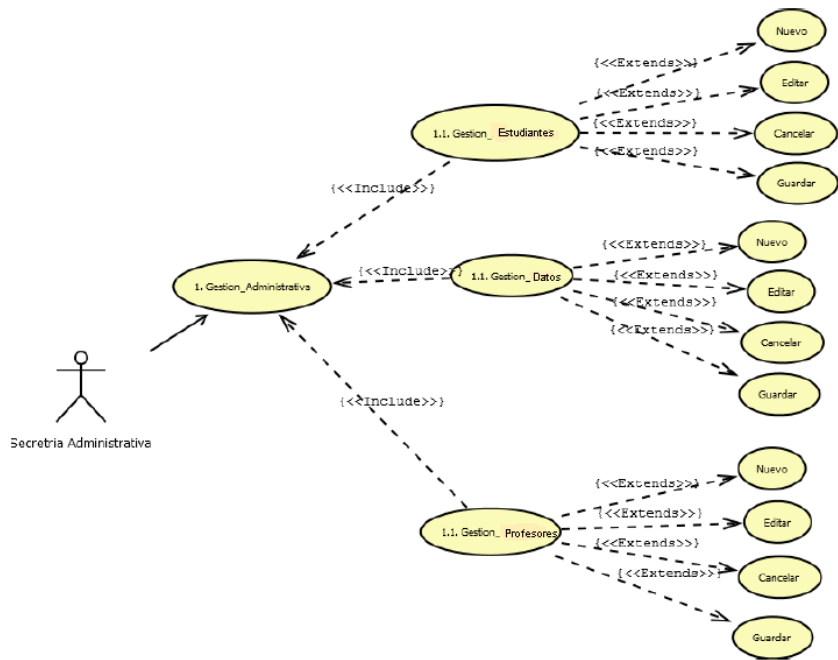 Nuevo
{<<Extends>>}
Editar
{<<Extends>>}
1.1. Gestion_ Estudiantes
{<<Extends>>}
Cancelar
{<<Extends>>}
Guardar
{<<Include>>}
Nuevo
{<<Extends>>}
1. Gestion_Administrativa
{<<Include>>}
1.1. Gestion_ Datos
{<<Extends>>}
Editar
{<<Extends>>}
Cancelar
{<<Extends>>}
Guardar
Secretria Administrativa
{<<Include>>}
Nuevo
{<<Extends>>}
1.1. Gestion_ Profesores
{<<Extends>>}
Editar
{<<Extends>>}
Cancelar
{<<Extends>>}
Guardar